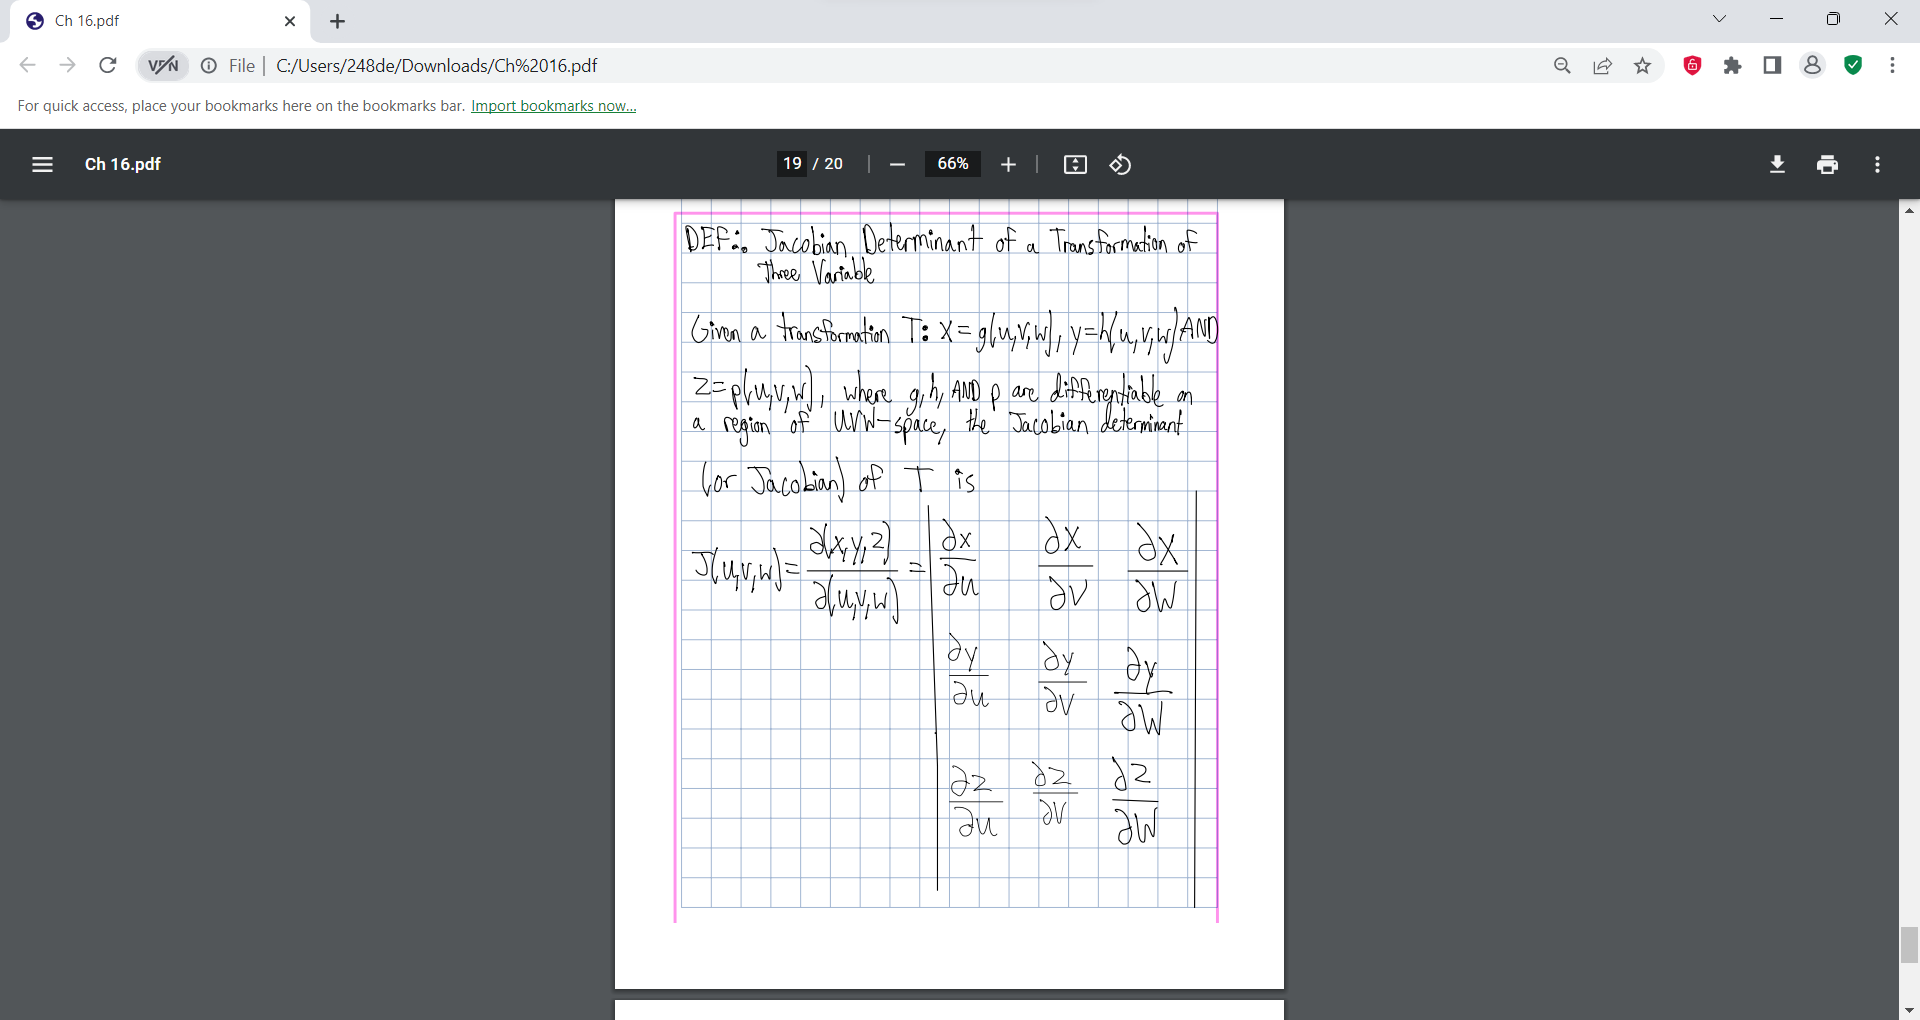 Ch 16.pdf
VPN File C:/Users/248de/Downloads/Ch%2016.pdf
For quick access, place your bookmarks here on the bookmarks bar. Import bookmarks now...
Ch 16.pdf 19 / 20 66%
DEF:. Jacobian Determinant of a Transformation of
Three Variable
Given a transformation T: x=g(u,v,w), y=h(u,v,w) AND
z=p(u,v,w), where g,h, AND p are differentiable on
a region of uvw-space, the Jacobian determinant
(or Jacobian) of T is
J(u,v,w) = ∂(x,y,z)/∂(u,v,w) = | ∂x/∂u ∂x/∂v ∂x/∂w |
| ∂y/∂u ∂y/∂v ∂y/∂w |
| ∂z/∂u ∂z/∂v ∂z/∂w |